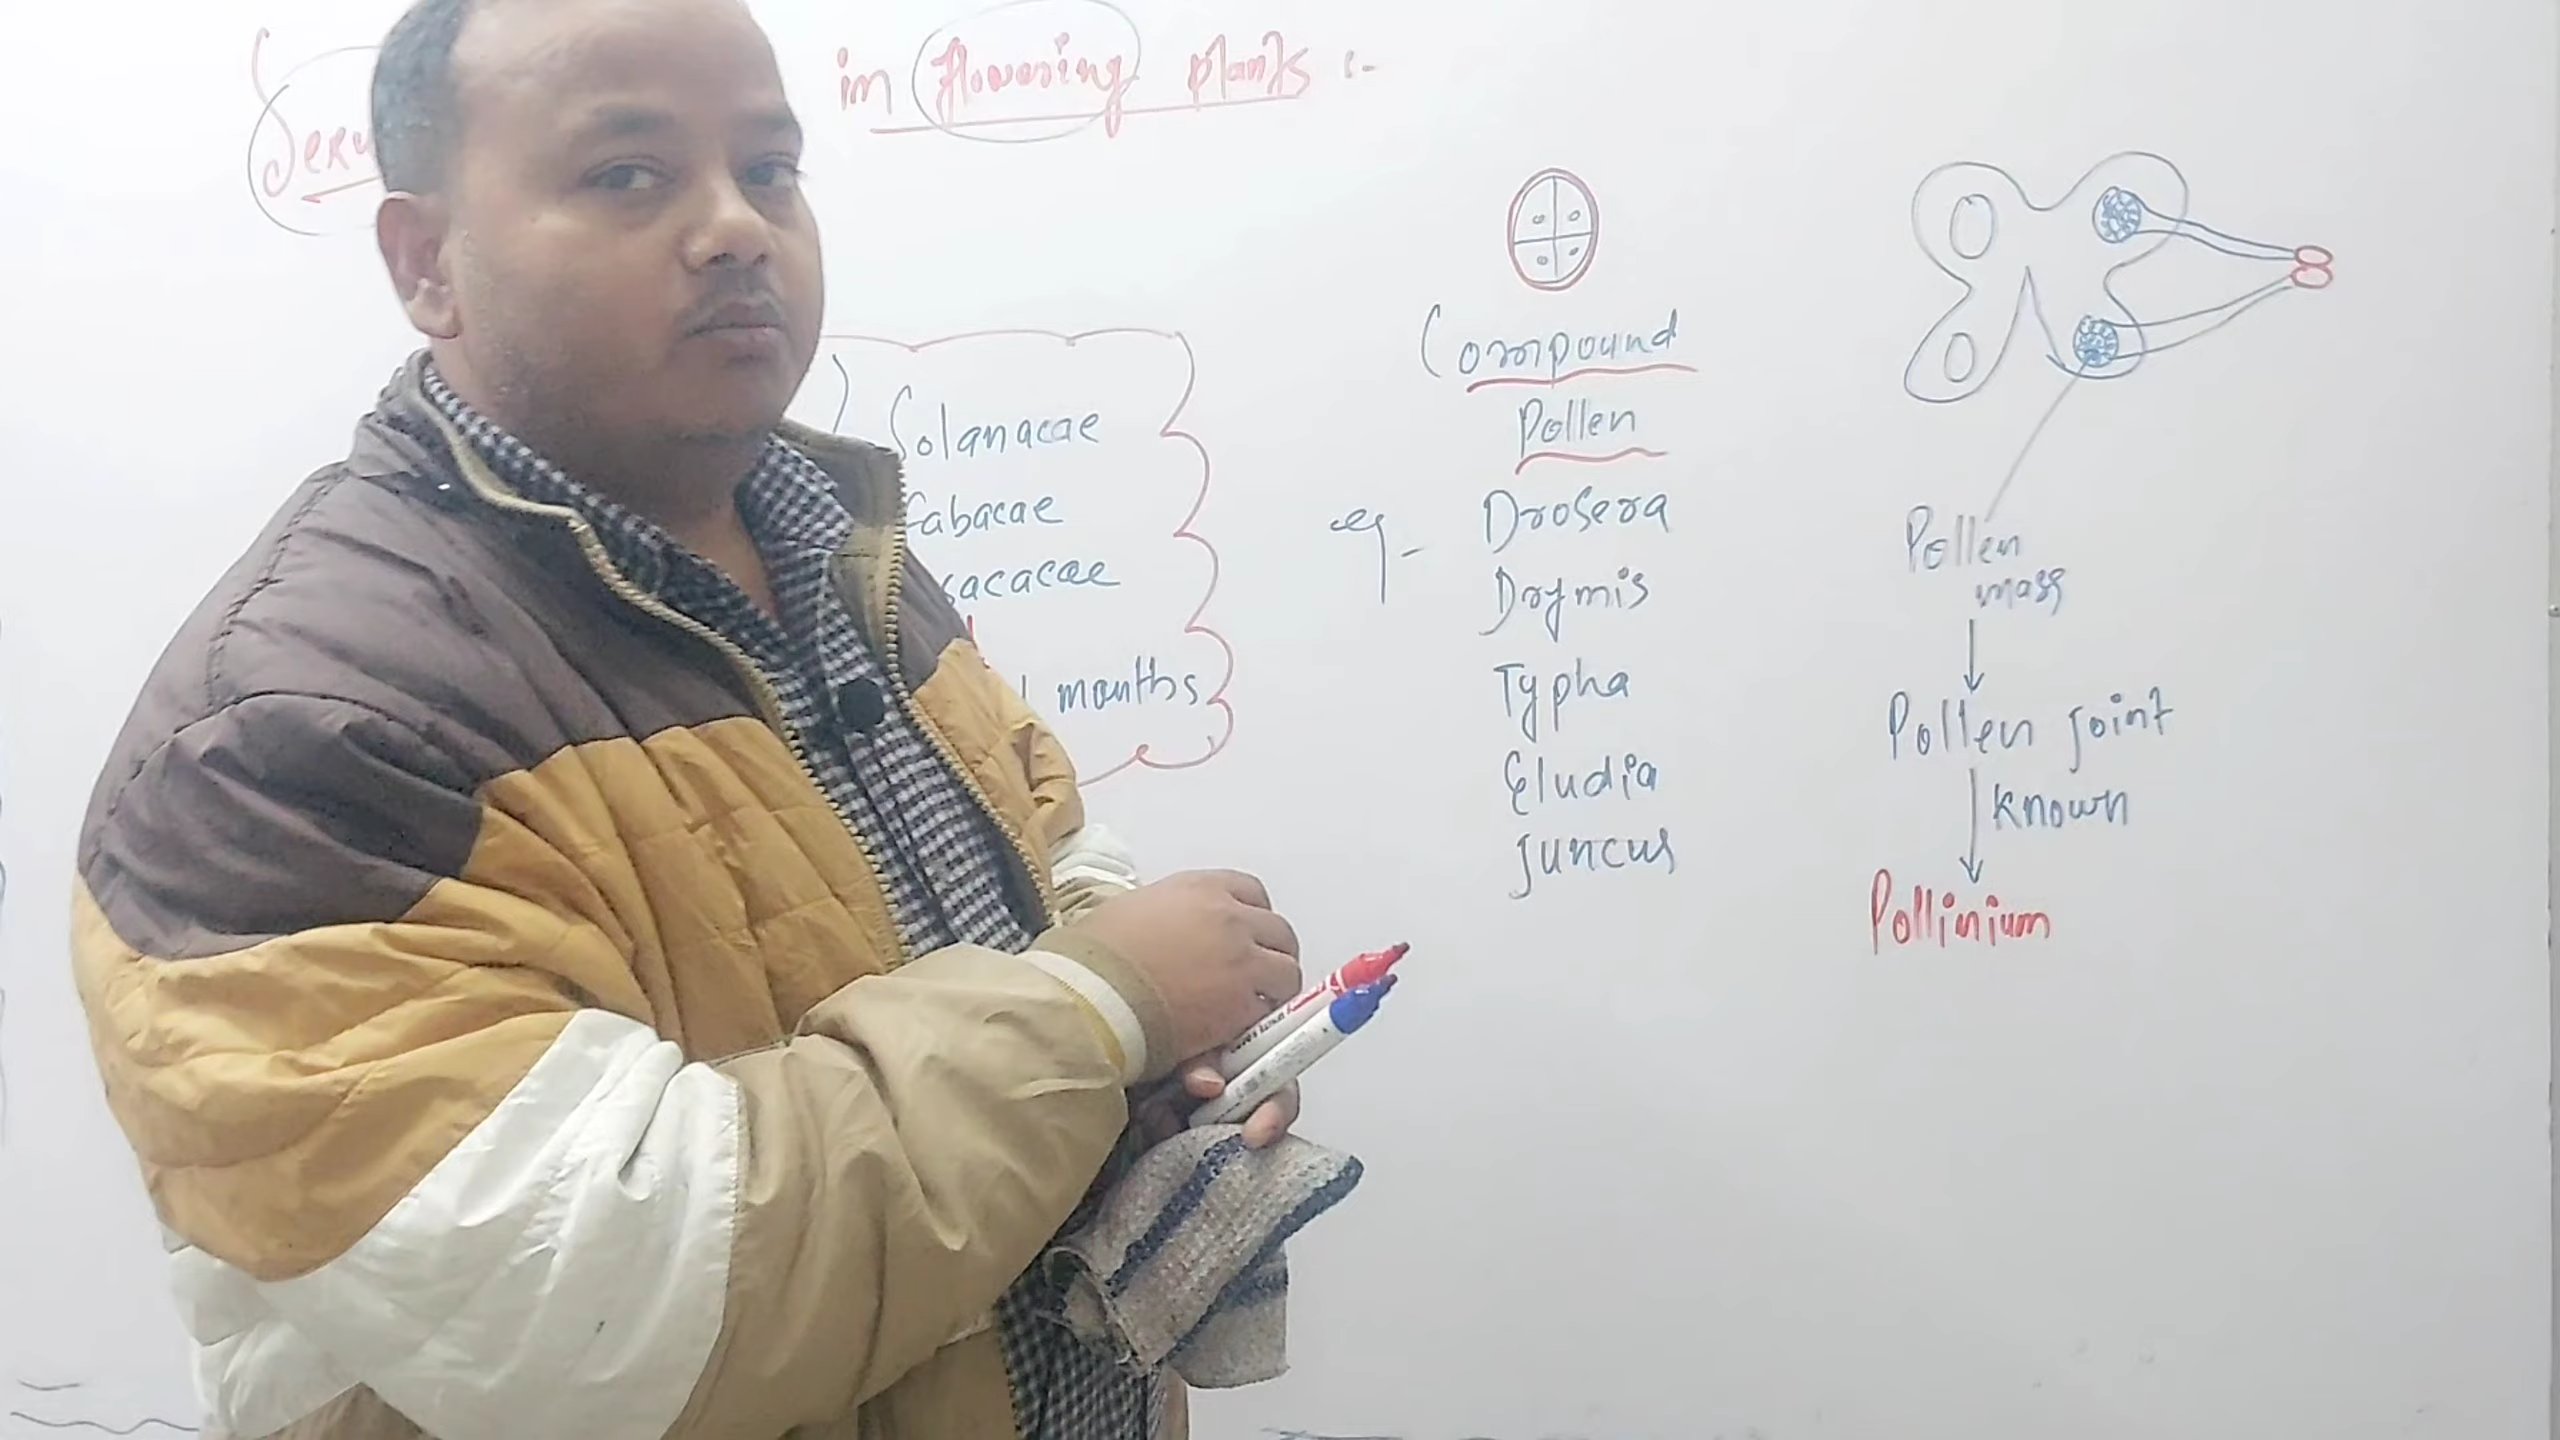 in flowering plants :-
Solanacae
fabacae
sacacae
months
Compound
Pollen
eg - Drosera
Drymis
Typha
Eludia
Juncus
Pollen
mass
Pollen joint
known
Pollinium